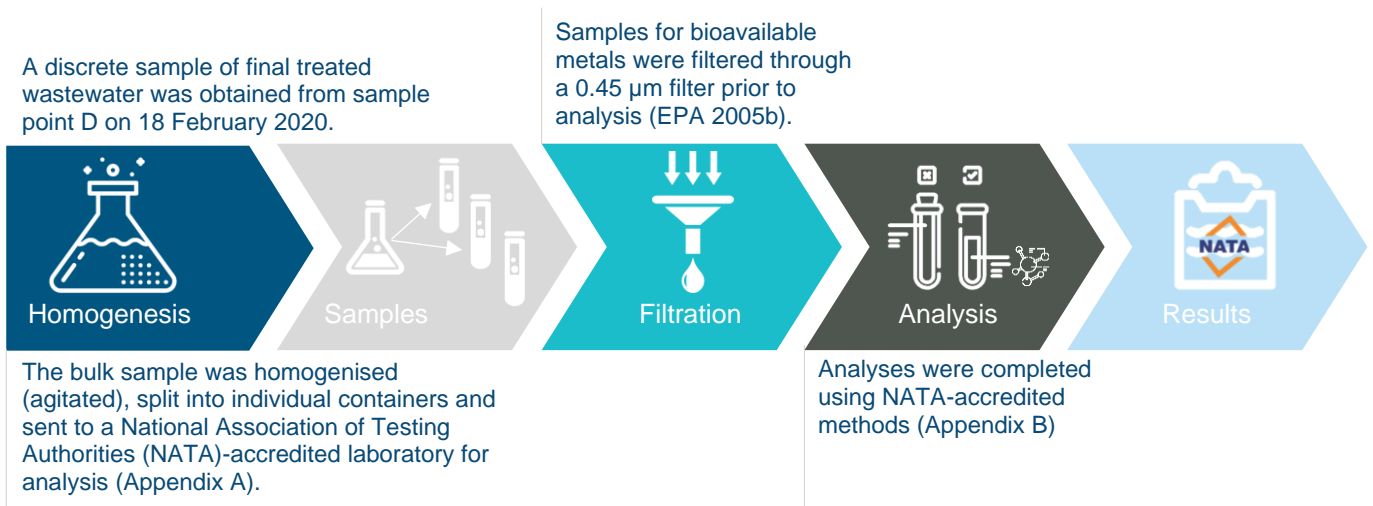 A discrete sample of final treated
wastewater was obtained from sample
point D on 18 February 2020.
Samples for bioavailable
metals were filtered through
a 0.45 µm filter prior to
analysis (EPA 2005b).
Homogenesis
Samples
Filtration
Analysis
NATA
Results
The bulk sample was homogenised
(agitated), split into individual containers and
sent to a National Association of Testing
Authorities (NATA)-accredited laboratory for
analysis (Appendix A).
Analyses were completed
using NATA-accredited
methods (Appendix B)